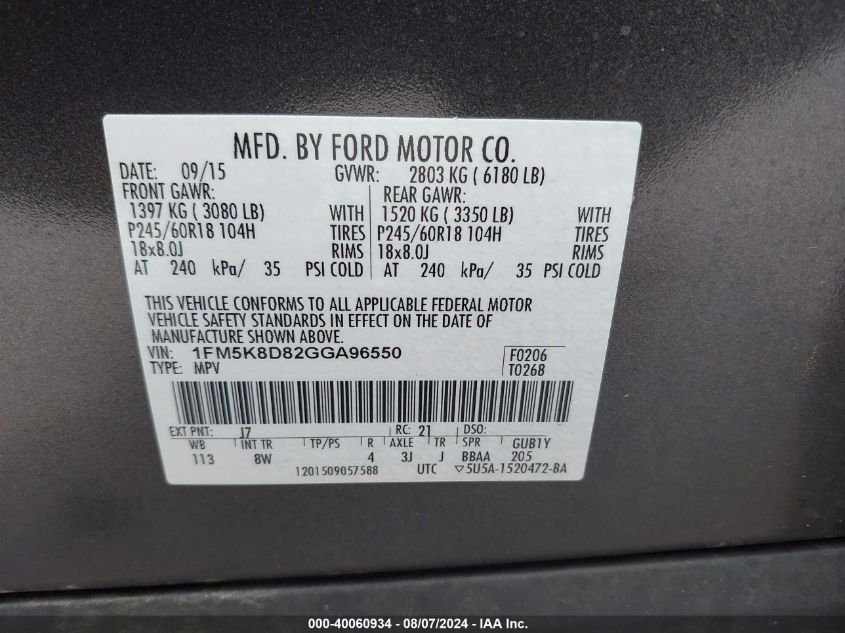 MFD. BY FORD MOTOR CO.
DATE: 09/15 GVWR: 2803 KG ( 6180 LB)
FRONT GAWR: REAR GAWR:
1397 KG ( 3080 LB) WITH 1520 KG ( 3350 LB) WITH
P245/60R18 104H TIRES P245/60R18 104H TIRES
18x8.0J RIMS 18x8.0J RIMS
AT 240 kPa/ 35 PSI COLD AT 240 kPa/ 35 PSI COLD
THIS VEHICLE CONFORMS TO ALL APPLICABLE FEDERAL MOTOR
VEHICLE SAFETY STANDARDS IN EFFECT ON THE DATE OF
MANUFACTURE SHOWN ABOVE.
VIN: 1FM5K8D82GGA96550 F0206
TYPE: MPV T0268
EXT PNT: J7 RC: 21 DSO:
WB INT TR TP/PS R AXLE TR SPR GUB1Y
113 8W 4 3J J BBAA 205
1201509057588 UTC ▽5U5A-1520472-BA
000-40060934 - 08/07/2024 - IAA Inc.